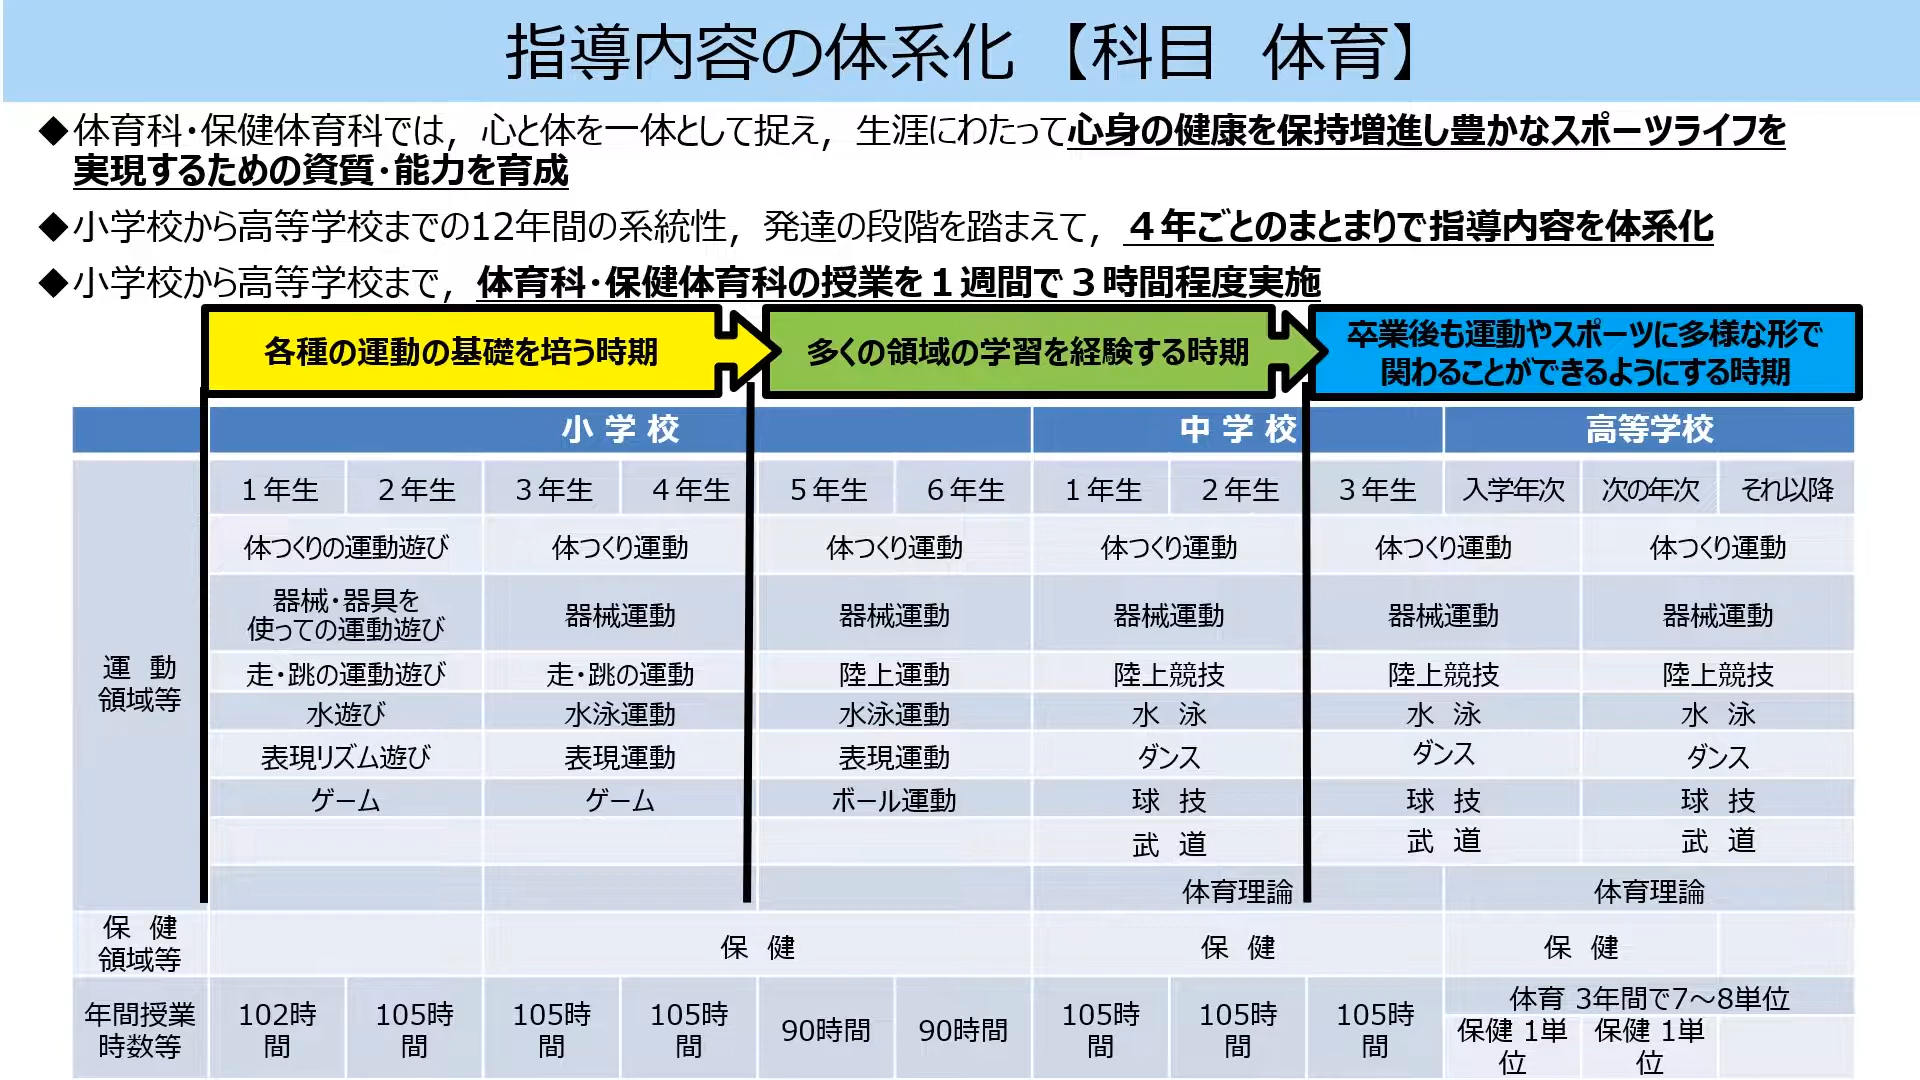 指導内容の体系化【科目　体育】
◆体育科・保健体育科では，心と体を一体として捉え，生涯にわたって心身の健康を保持増進し豊かなスポーツライフを
実現するための資質・能力を育成
◆小学校から高等学校までの12年間の系統性，発達の段階を踏まえて，４年ごとのまとまりで指導内容を体系化
◆小学校から高等学校まで，体育科・保健体育科の授業を１週間で３時間程度実施
各種の運動の基礎を培う時期
多くの領域の学習を経験する時期
卒業後も運動やスポーツに多様な形で
関わることができるようにする時期
小 学 校 中 学 校 高等学校
１年生 ２年生 ３年生 ４年生 ５年生 ６年生 １年生 ２年生 ３年生 入学年次 次の年次 それ以降
運　動
領域等
体つくりの運動遊び 体つくり運動 体つくり運動 体つくり運動 体つくり運動 体つくり運動
器械・器具を
使っての運動遊び 器械運動 器械運動 器械運動 器械運動 器械運動
走・跳の運動遊び 走・跳の運動 陸上運動 陸上競技 陸上競技 陸上競技
水遊び 水泳運動 水泳運動 水　泳 水　泳 水　泳
表現リズム遊び 表現運動 表現運動 ダンス ダンス ダンス
ゲーム ゲーム ボール運動 球　技 球　技 球　技
武　道 武　道 武　道
体育理論 体育理論
保　健
領域等
保　健 保　健 保　健
年間授業
時数等
102時
間 105時
間 105時
間 105時
間 90時間 90時間 105時
間 105時
間 105時
間
体育 3年間で7～8単位
保健 1単
位 保健 1単
位